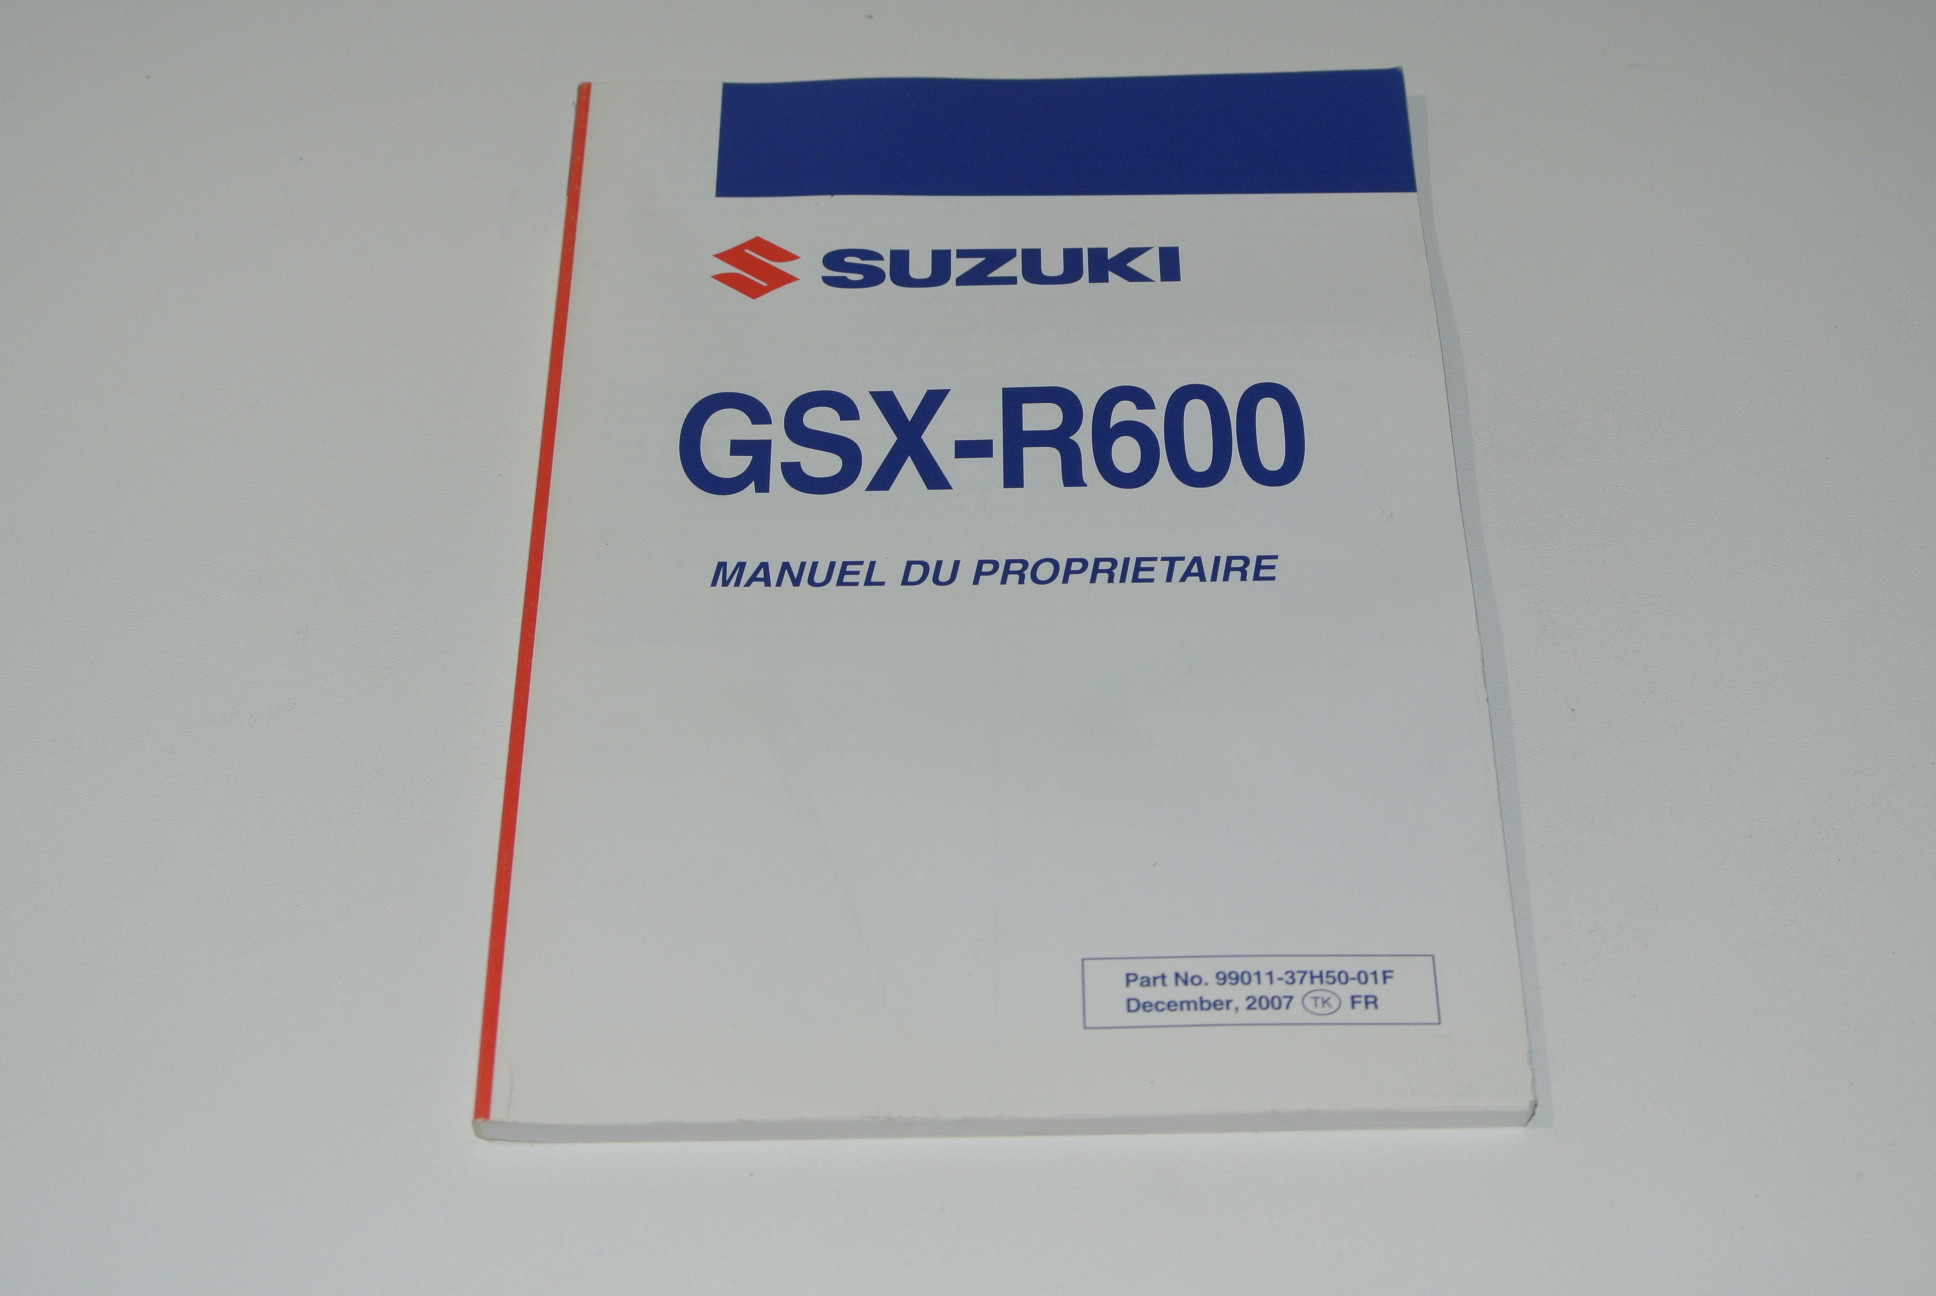 SUZUKI
GSX-R600
MANUEL DU PROPRIETAIRE
Part No. 99011-37H50-01F
December, 2007 TK FR